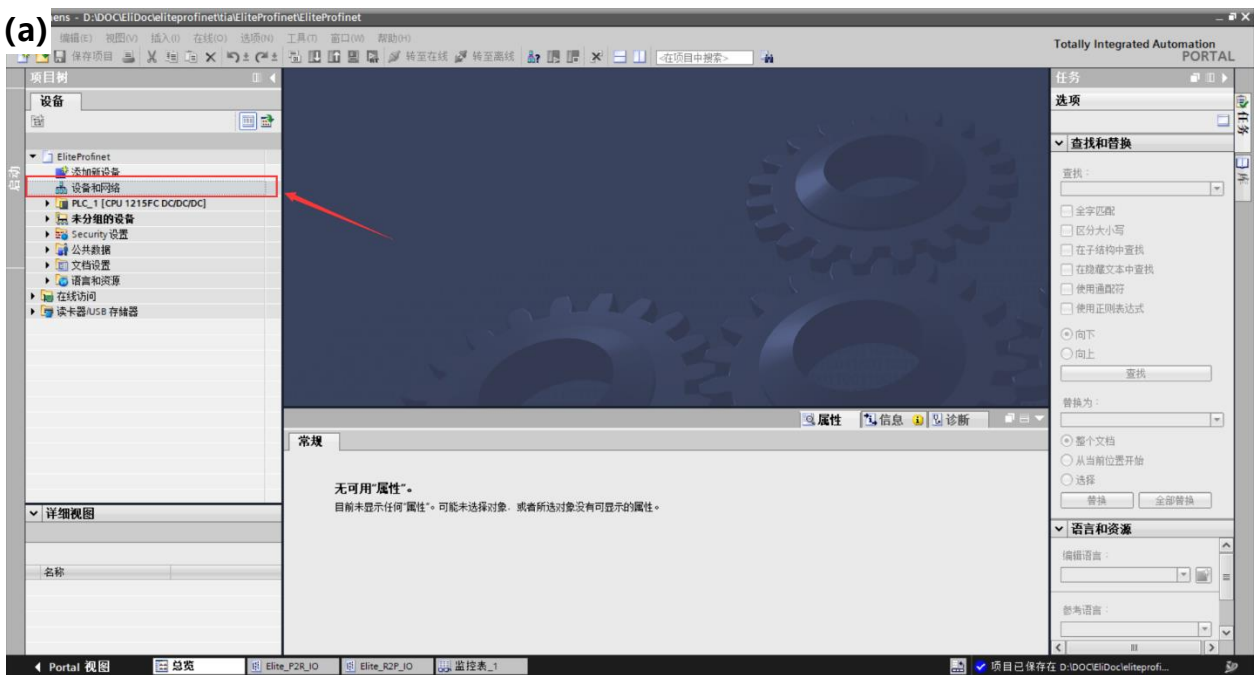 (a)
ens - D:\DOC\EliDoc\eliteprofinet\tia\EliteProfinet\EliteProfinet
编辑(E) 视图(V) 插入(I) 在线(O) 选项(N) 工具(T) 窗口(W) 帮助(H)
Totally Integrated Automation
PORTAL
保存项目 转至在线 转至离线 <在项目中搜索>
项目树
设备
启动
EliteProfinet
添加新设备
设备和网络
PLC_1 [CPU 1215FC DC/DC/DC]
未分组的设备
Security 设置
公共数据
文档设置
语言和资源
在线访问
读卡器/USB 存储器
详细视图
名称
属性 信息 诊断
常规
无可用"属性"。
目前未显示任何"属性"。可能未选择对象，或者所选对象没有可显示的属性。
任务
选项
查找和替换
查找：
全字匹配
区分大小写
在子结构中查找
在隐藏文本中查找
使用通配符
使用正则表达式
向下
向上
查找
替换为：
整个文档
从当前位置开始
选择
替换 全部替换
语言和资源
编辑语言：
参考语言：
任务
库
Portal 视图 总览 Elite_P2R_IO Elite_R2P_IO 监控表_1 项目已保存在 D:\DOC\EliDoc\eliteprofi...